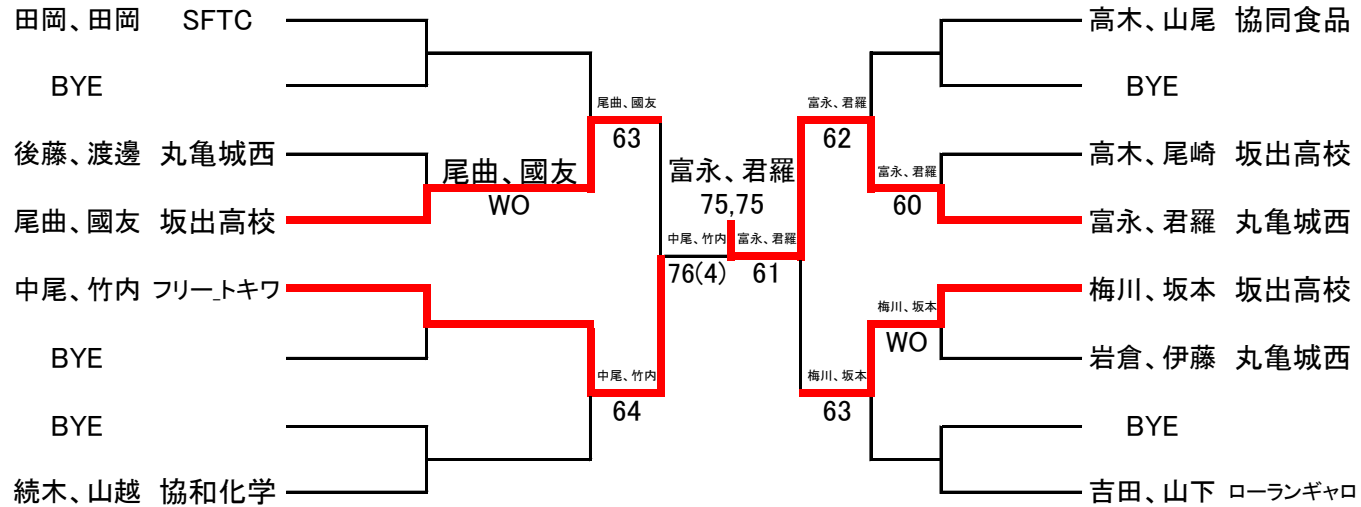 田岡、田岡 SFTC
BYE
後藤、渡邊 丸亀城西
尾曲、國友 坂出高校
中尾、竹内 フリー_トキワ
BYE
BYE
続木、山越 協和化学
尾曲、國友
WO
尾曲、國友
63
中尾、竹内
64
中尾、竹内
76(4)
富永、君羅
75,75
富永、君羅
61
富永、君羅
62
梅川、坂本
63
富永、君羅
60
梅川、坂本
WO
高木、山尾 協同食品
BYE
高木、尾崎 坂出高校
富永、君羅 丸亀城西
梅川、坂本 坂出高校
岩倉、伊藤 丸亀城西
BYE
吉田、山下 ローランギャロ